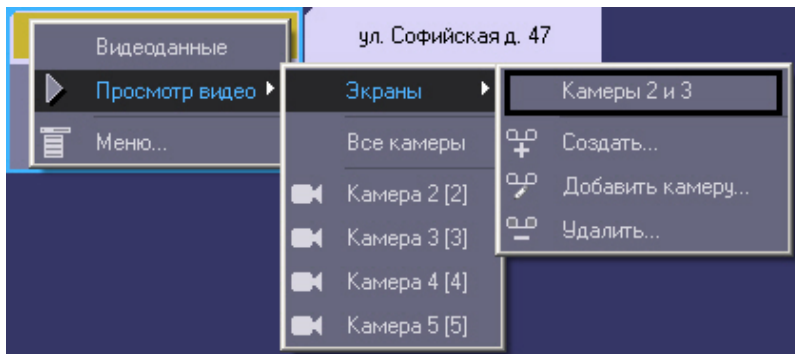 Видеоданные
Просмотр видео
Меню...
ул. Софийская д. 47
Экраны
Все камеры
Камера 2 [2]
Камера 3 [3]
Камера 4 [4]
Камера 5 [5]
Камеры 2 и 3
Создать...
Добавить камеру...
Удалить...